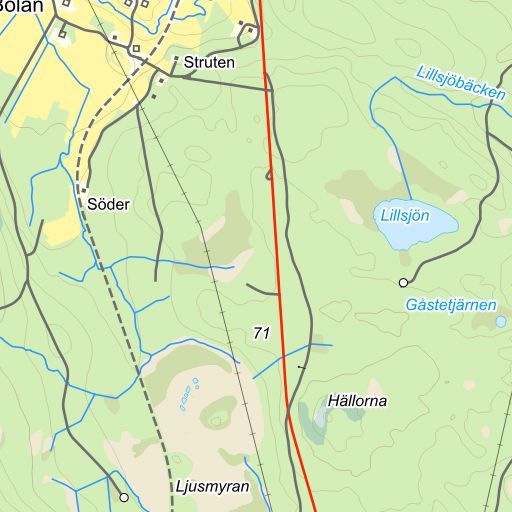 Bolan
Struten
Lillsjöbäcken
Söder
Lillsjön
Gåstetjärnen
71
Hällorna
Ljusmyran